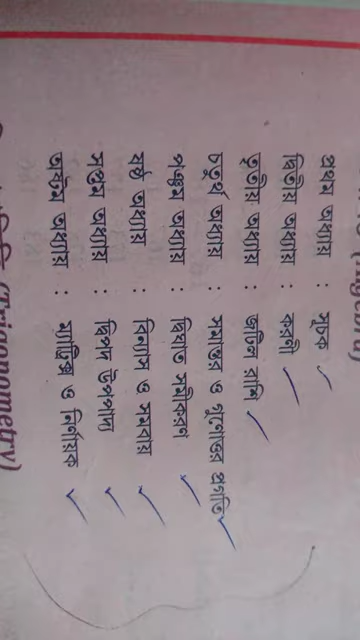 (Algebra)
প্রথম অধ্যায় : সূচক
দ্বিতীয় অধ্যায় : করণী
তৃতীয় অধ্যায় : জটিল রাশি
চতুর্থ অধ্যায় : সমান্তর ও গুণোত্তর প্রগতি
পঞ্চম অধ্যায় : দ্বিঘাত সমীকরণ
ষষ্ঠ অধ্যায় : বিন্যাস ও সমবায়
সপ্তম অধ্যায় : দ্বিপদ উপপাদ্য
অষ্টম অধ্যায় : ম্যাট্রিক্স ও নির্ণায়ক
(Trigonometry)